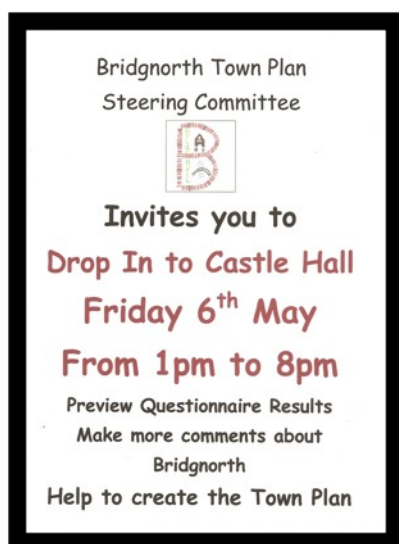 Bridgnorth Town Plan
Steering Committee
Invites you to
Drop In to Castle Hall
Friday 6th May
From 1pm to 8pm
Preview Questionnaire Results
Make more comments about
Bridgnorth
Help to create the Town Plan